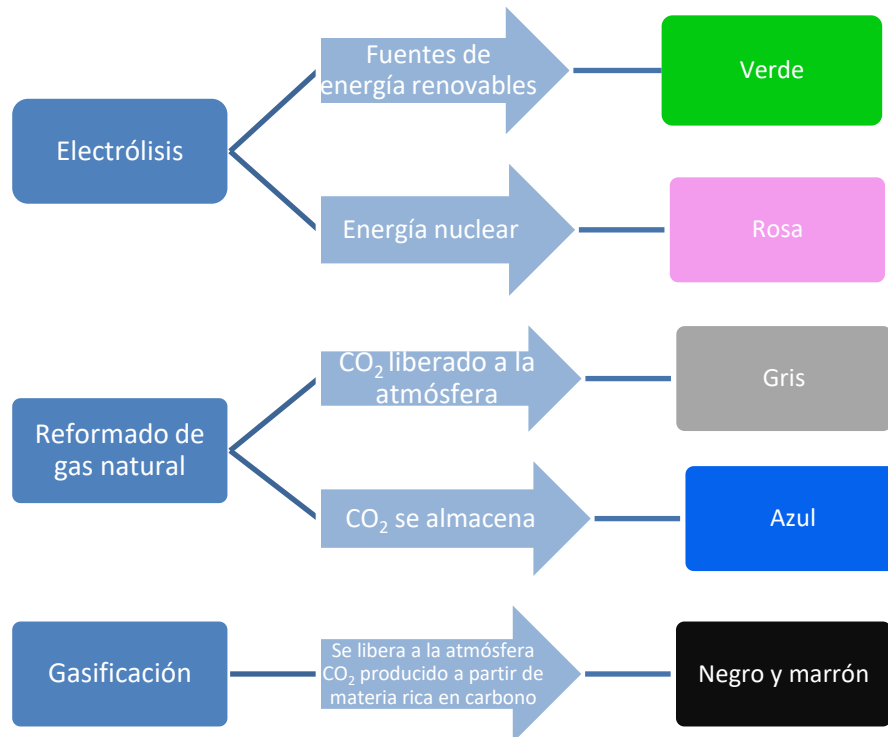 Fuentes de
energía renovables
Verde
Electrólisis
Energía nuclear
Rosa
CO₂ liberado a la
atmósfera
Gris
Reformado de
gas natural
CO₂ se almacena
Azul
Gasificación
Se libera a la atmósfera
CO₂ producido a partir de
materia rica en carbono
Negro y marrón